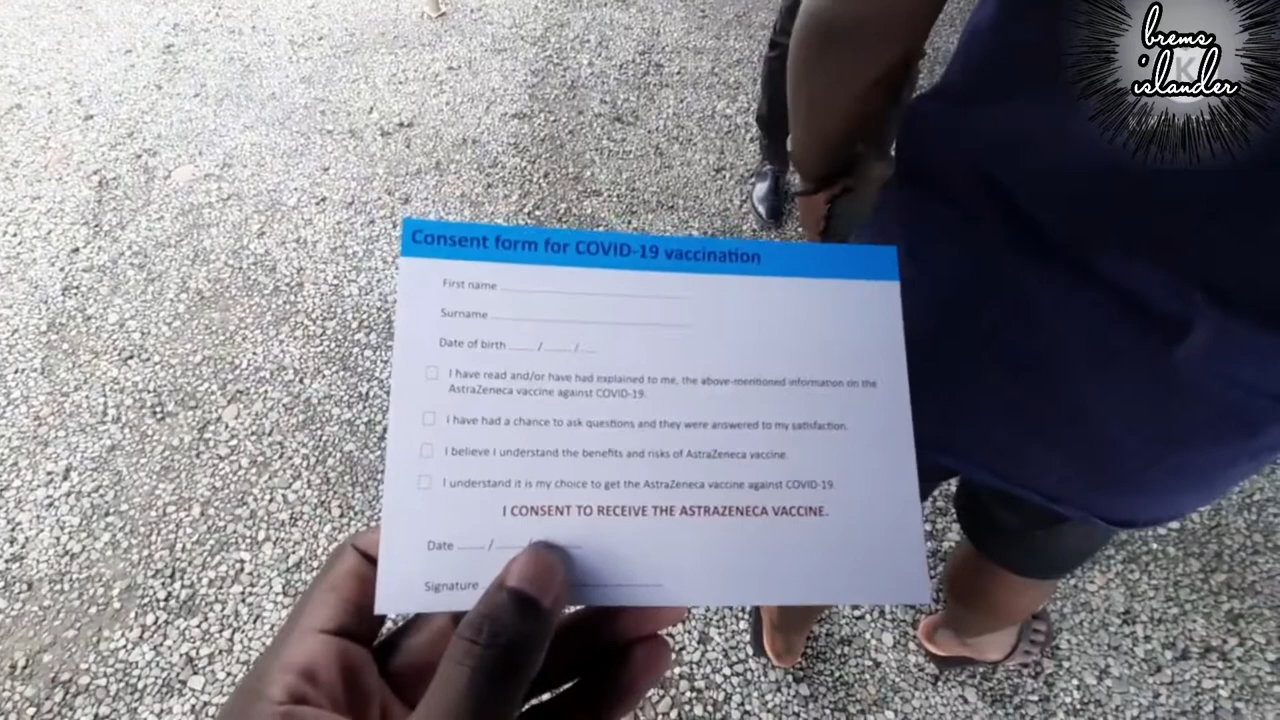 brems
islander
K
Consent form for COVID-19 vaccination
First name
Surname
Date of birth ...... / ...... / ......
I have read and/or have had explained to me, the above-mentioned information on the
AstraZeneca vaccine against COVID-19.
I have had a chance to ask questions and they were answered to my satisfaction.
I believe I understand the benefits and risks of AstraZeneca vaccine.
I understand it is my choice to get the AstraZeneca vaccine against COVID-19.
I CONSENT TO RECEIVE THE ASTRAZENECA VACCINE.
Date ...... / ...... /
Signature